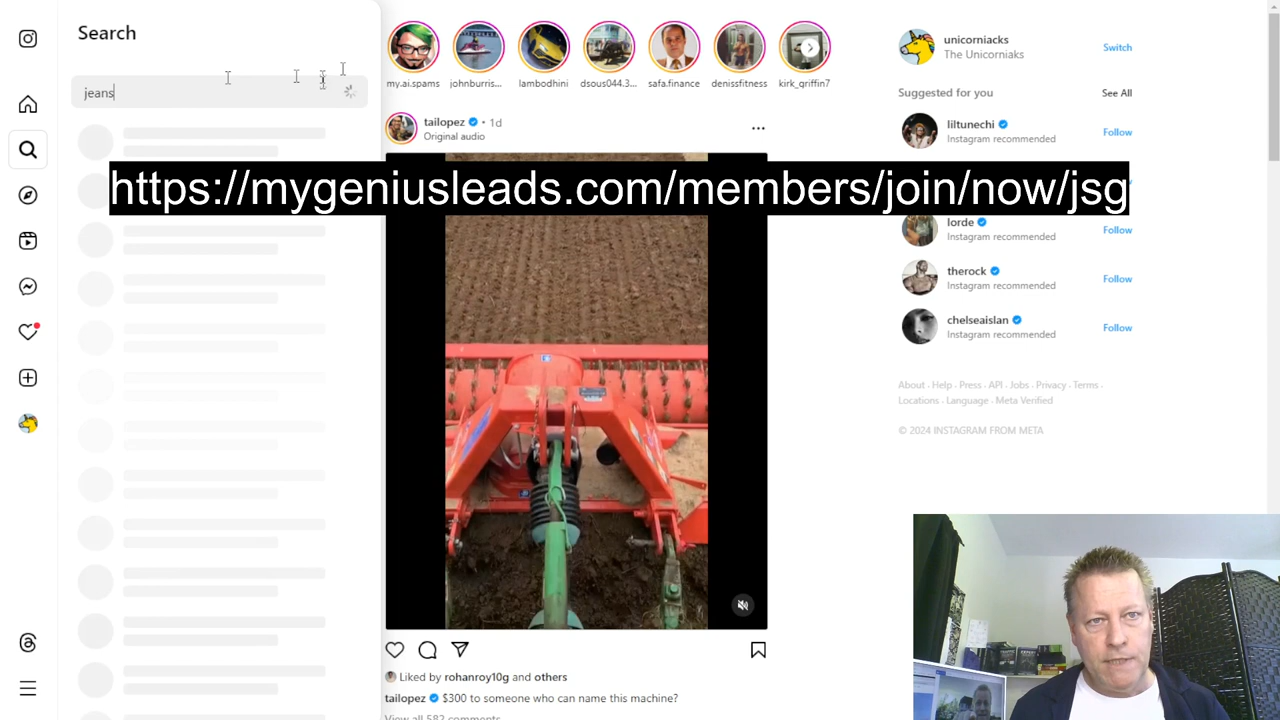 Search
jeans
my.ai.spams
johnburris...
lambodhini
dsous044.3...
safa.finance
denissfitness
kirk_griffin7
tailopez • 1d
Original audio
https://mygeniusleads.com/members/join/now/jsg
Liked by rohanroy10g and others
tailopez $300 to someone who can name this machine?
View all 582 comments
unicorniacks
The Unicorniaks
Switch
Suggested for you
See All
liltunechi
Instagram recommended
Follow
lorde
Instagram recommended
Follow
therock
Instagram recommended
Follow
chelseaislan
Instagram recommended
Follow
About · Help · Press · API · Jobs · Privacy · Terms ·
Locations · Language · Meta Verified
© 2024 INSTAGRAM FROM META